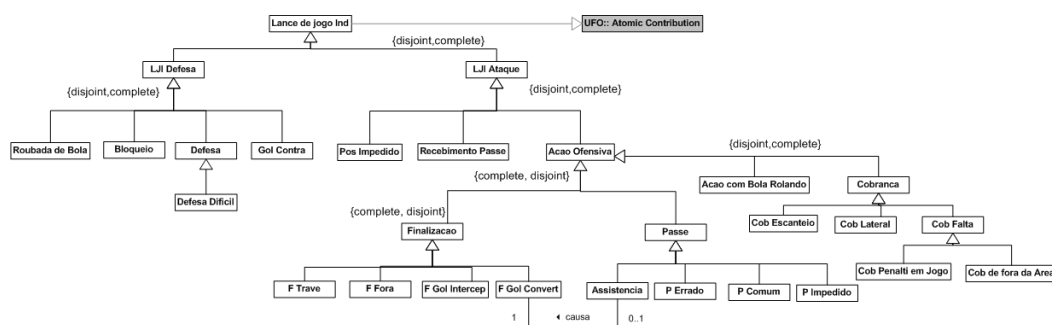 Lance de jogo Ind
UFO:: Atomic Contribution
{disjoint,complete}
LJI Defesa
LJI Ataque
{disjoint,complete}
{disjoint,complete}
{disjoint,complete}
Roubada de Bola
Bloqueio
Defesa
Gol Contra
Pos Impedido
Recebimento Passe
Acao Ofensiva
{complete, disjoint}
Acao com Bola Rolando
Cobranca
Defesa Dificil
{complete, disjoint}
Cob Escanteio
Cob Lateral
Cob Falta
Finalizacao
Passe
Cob Penalti em Jogo
Cob de fora da Area
F Trave
F Fora
F Gol Intercep
F Gol Convert
Assistencia
P Errado
P Comum
P Impedido
1
causa
0..1